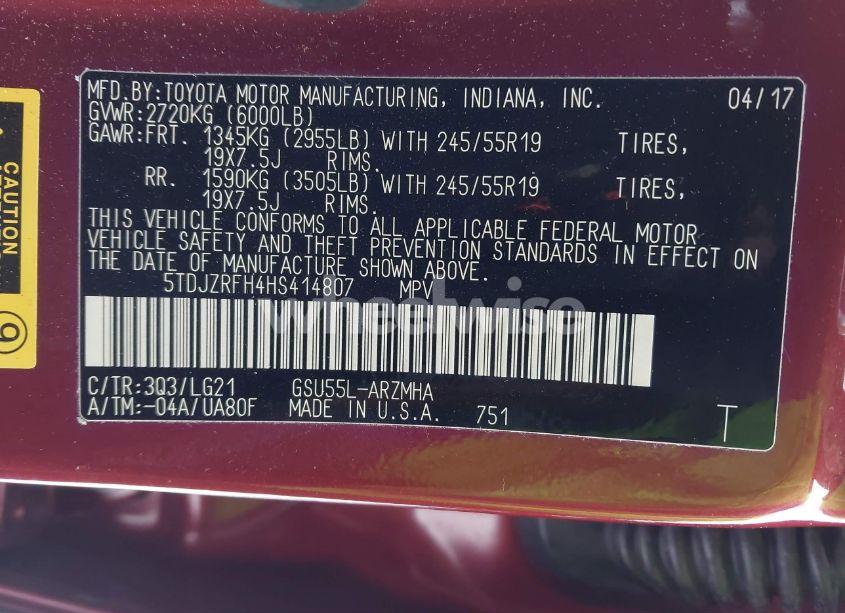 MFD.BY:TOYOTA MOTOR MANUFACTURING, INDIANA, INC. 04/17
GVWR:2720KG (6000LB)
GAWR:FRT. 1345KG (2955LB) WITH 245/55R19 TIRES,
19X7.5J RIMS.
RR. 1590KG (3505LB) WITH 245/55R19 TIRES,
19X7.5J RIMS.
THIS VEHICLE CONFORMS TO ALL APPLICABLE FEDERAL MOTOR
VEHICLE SAFETY AND THEFT PREVENTION STANDARDS IN EFFECT ON
THE DATE OF MANUFACTURE SHOWN ABOVE.
5TDJZRFH4HS414807 MPV
wheelwise
C/TR:3Q3/LG21 GSU55L-ARZMHA
A/TM:-04A/UA80F MADE IN U.S.A. 751 T
CAUTION
9